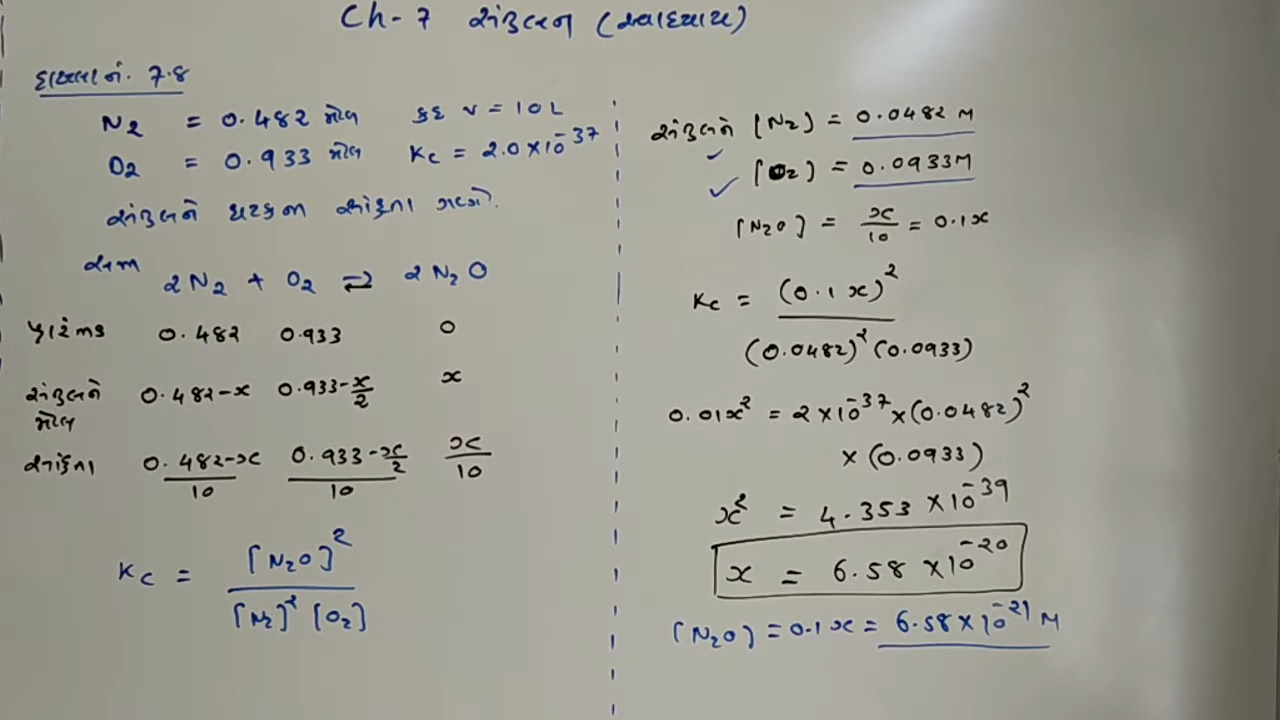 Ch-7 સંતુલન (સ્વાધ્યાય)
દાખલા નં. 7.8
N2 = 0.482 મોલ કદ v = 10 L
O2 = 0.933 મોલ Kc = 2.0 × 10^-37
સંતુલને ઘટકના સાંદ્રતા
2N2 + O2 ⇌ 2N2O
0.482 0.933 0
સંતુલને 0.482-x 0.933-x/2 x
મોલ
સાંદ્રતા (0.482-x)/10 (0.933-x/2)/10 x/10
Kc = [N2O]^2 / [N2]^2 [O2]
સંતુલને [N2] = 0.0482 M
[O2] = 0.0933 M
[N2O] = x/10 = 0.1x
Kc = (0.1x)^2 / (0.0482)^2 (0.0933)
0.01x^2 = 2 × 10^-37 × (0.0482)^2
× (0.0933)
x^2 = 4.353 × 10^-39
x = 6.58 × 10^-20
[N2O] = 0.1x = 6.58 × 10^-21 M